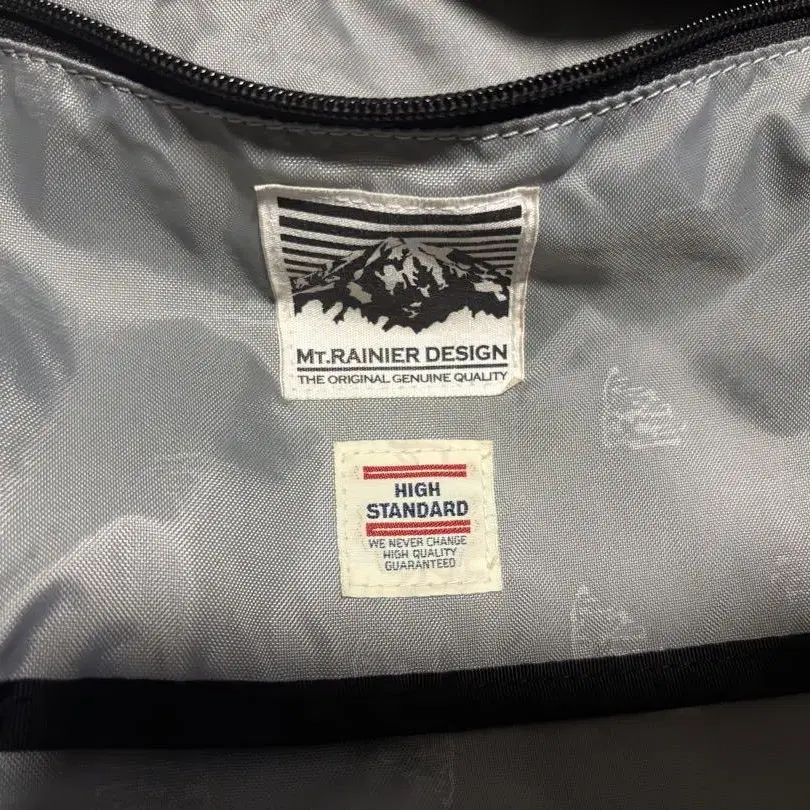 MT.RAINIER DESIGN
THE ORIGINAL GENUINE QUALITY
HIGH
STANDARD
WE NEVER CHANGE
HIGH QUALITY
GUARANTEED